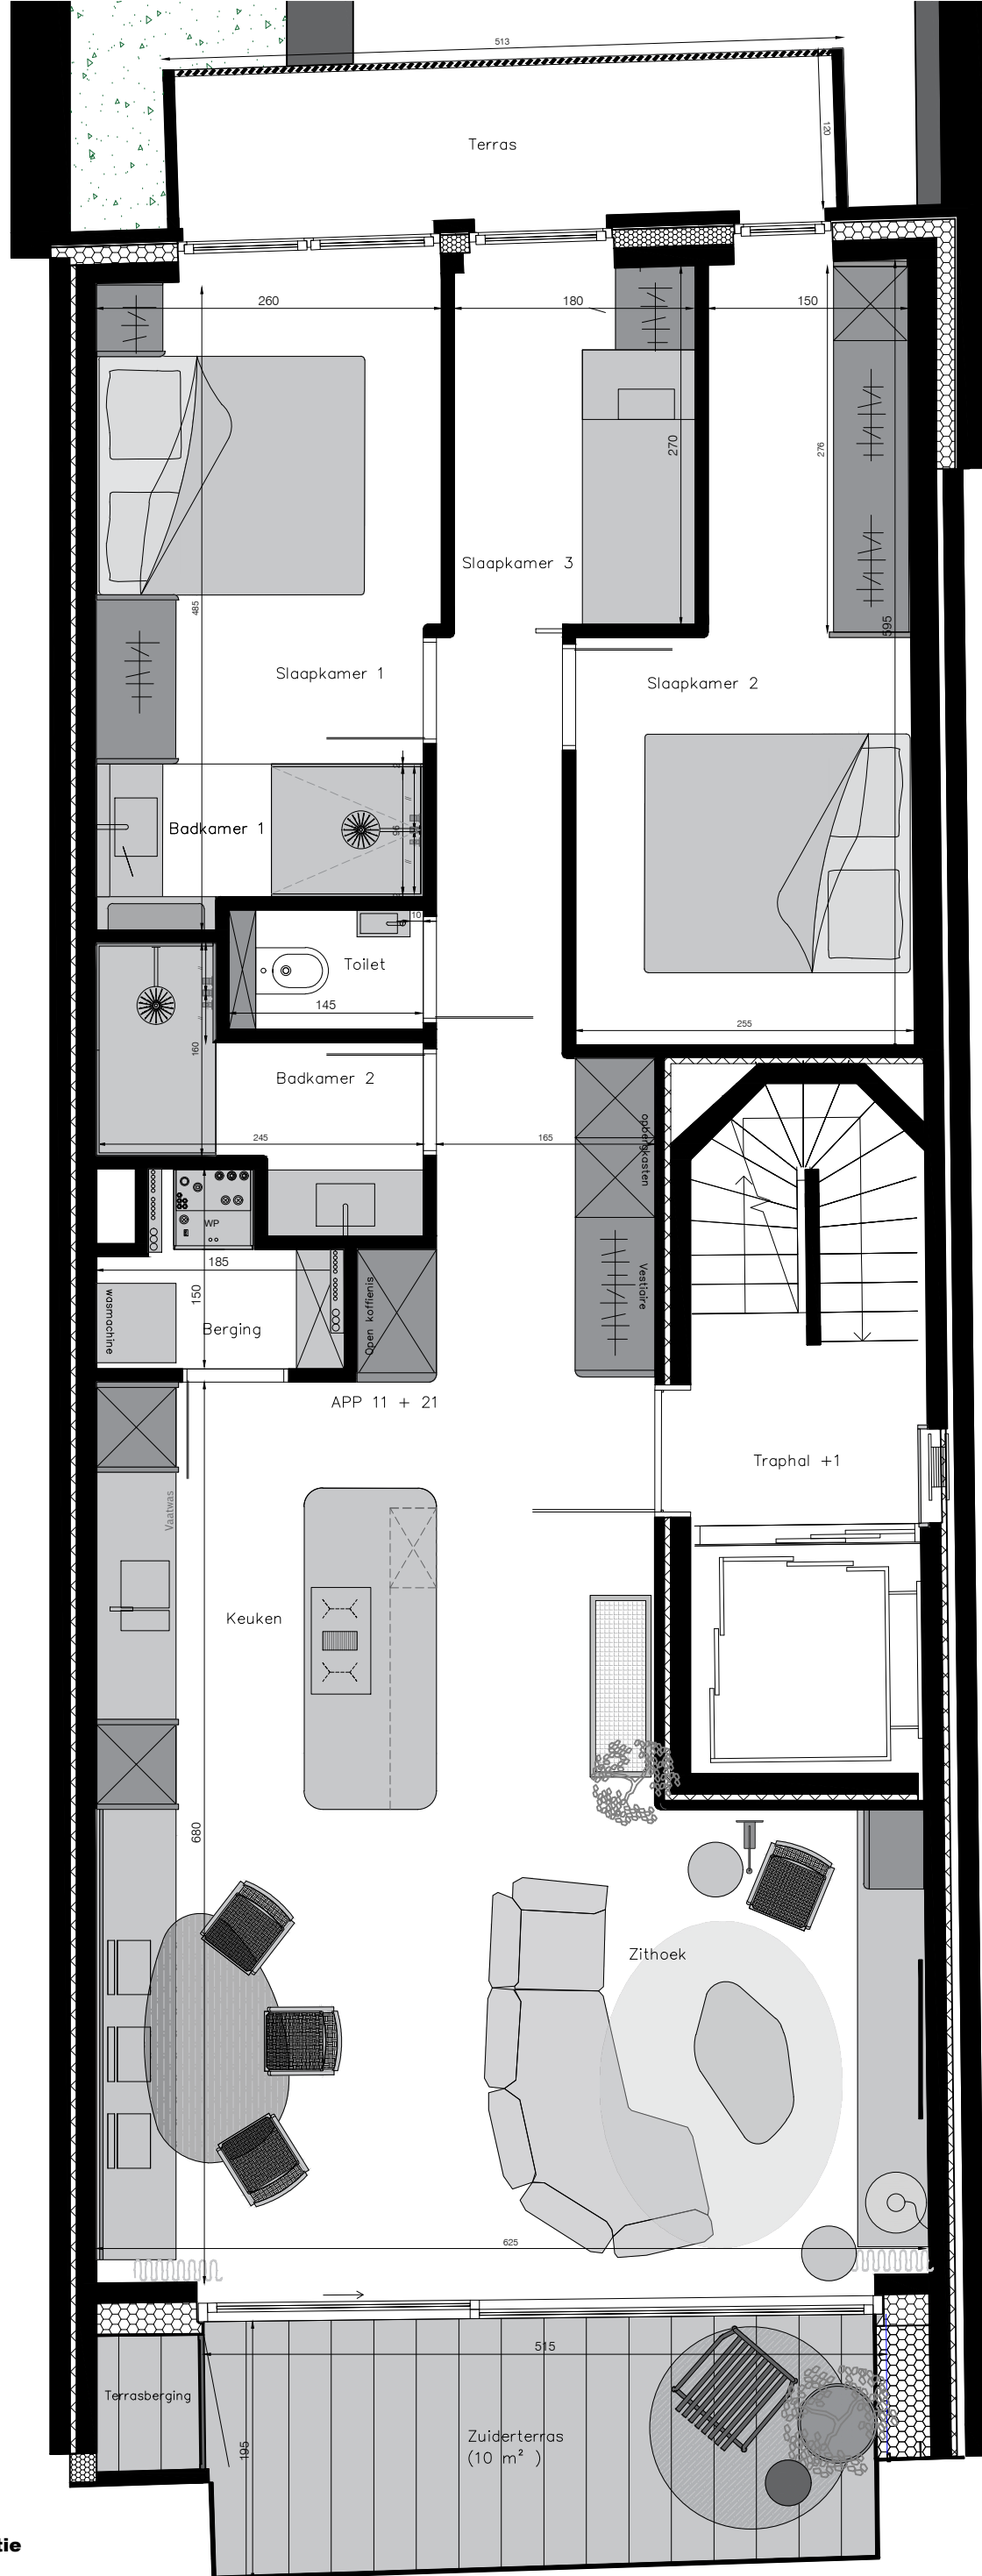 513
120
Terras
260
180
150
276
270
Slaapkamer 3
485
595
Slaapkamer 1
Slaapkamer 2
Badkamer 1
96
10
Toilet
145
255
160
Badkamer 2
245
165
opbergkasten
WP
185
150
wasmachine
Berging
Open koffienis
Vestiaire
APP 11 + 21
Traphal +1
Vaatwas
Keuken
680
Zithoek
625
515
Terrasberging
195
Zuiderterras
(10 m² )
tie